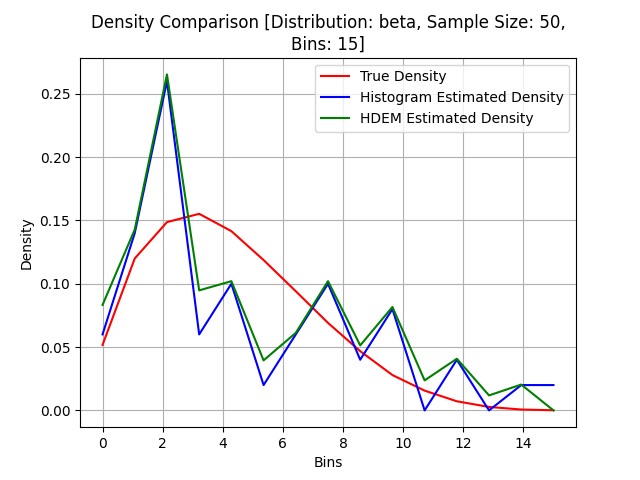 Density Comparison [Distribution: beta, Sample Size: 50,
Bins: 15]
True Density
Histogram Estimated Density
HDEM Estimated Density
Density
0.25
0.20
0.15
0.10
0.05
0.00
0 2 4 6 8 10 12 14
Bins